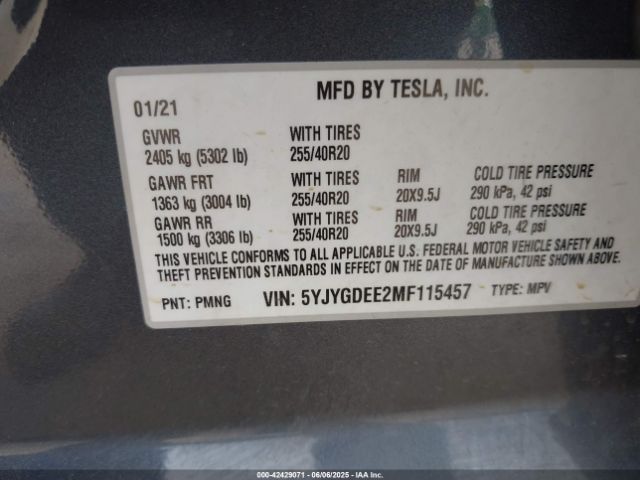 MFD BY TESLA, INC.
01/21
GVWR WITH TIRES
2405 kg (5302 lb) 255/40R20
GAWR FRT WITH TIRES RIM COLD TIRE PRESSURE
1363 kg (3004 lb) 255/40R20 20X9.5J 290 kPa, 42 psi
GAWR RR WITH TIRES RIM COLD TIRE PRESSURE
1500 kg (3306 lb) 255/40R20 20X9.5J 290 kPa, 42 psi
THIS VEHICLE CONFORMS TO ALL APPLICABLE U.S. FEDERAL MOTOR VEHICLE SAFETY AND
THEFT PREVENTION STANDARDS IN EFFECT ON THE DATE OF MANUFACTURE SHOWN ABOVE.
PNT: PMNG VIN: 5YJYGDEE2MF115457 TYPE: MPV
000-42429071 - 06/06/2025 - IAA Inc.